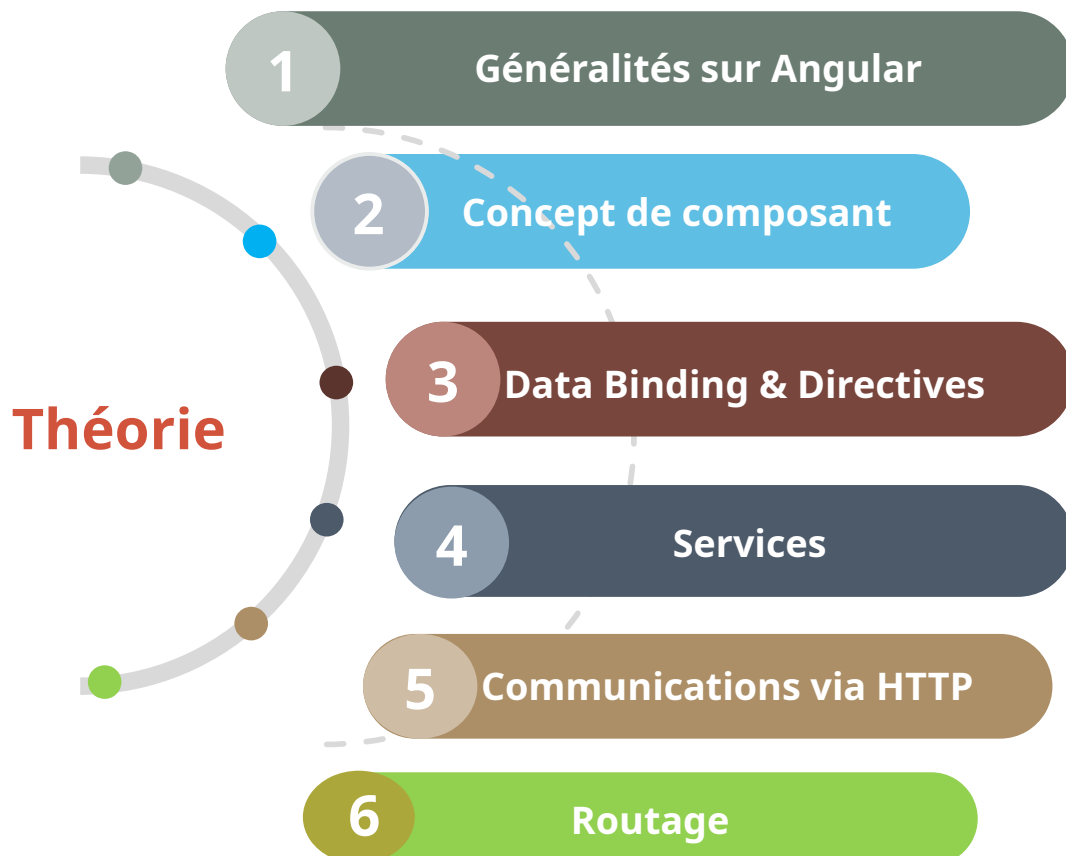 1
Généralités sur Angular
2
Concept de composant
3
Data Binding & Directives
Théorie
4
Services
5
Communications via HTTP
6
Routage